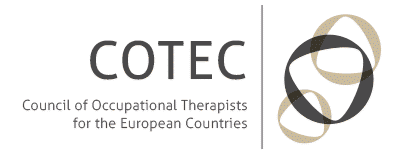 COTEC
Council of Occupational Therapists
for the European Countries